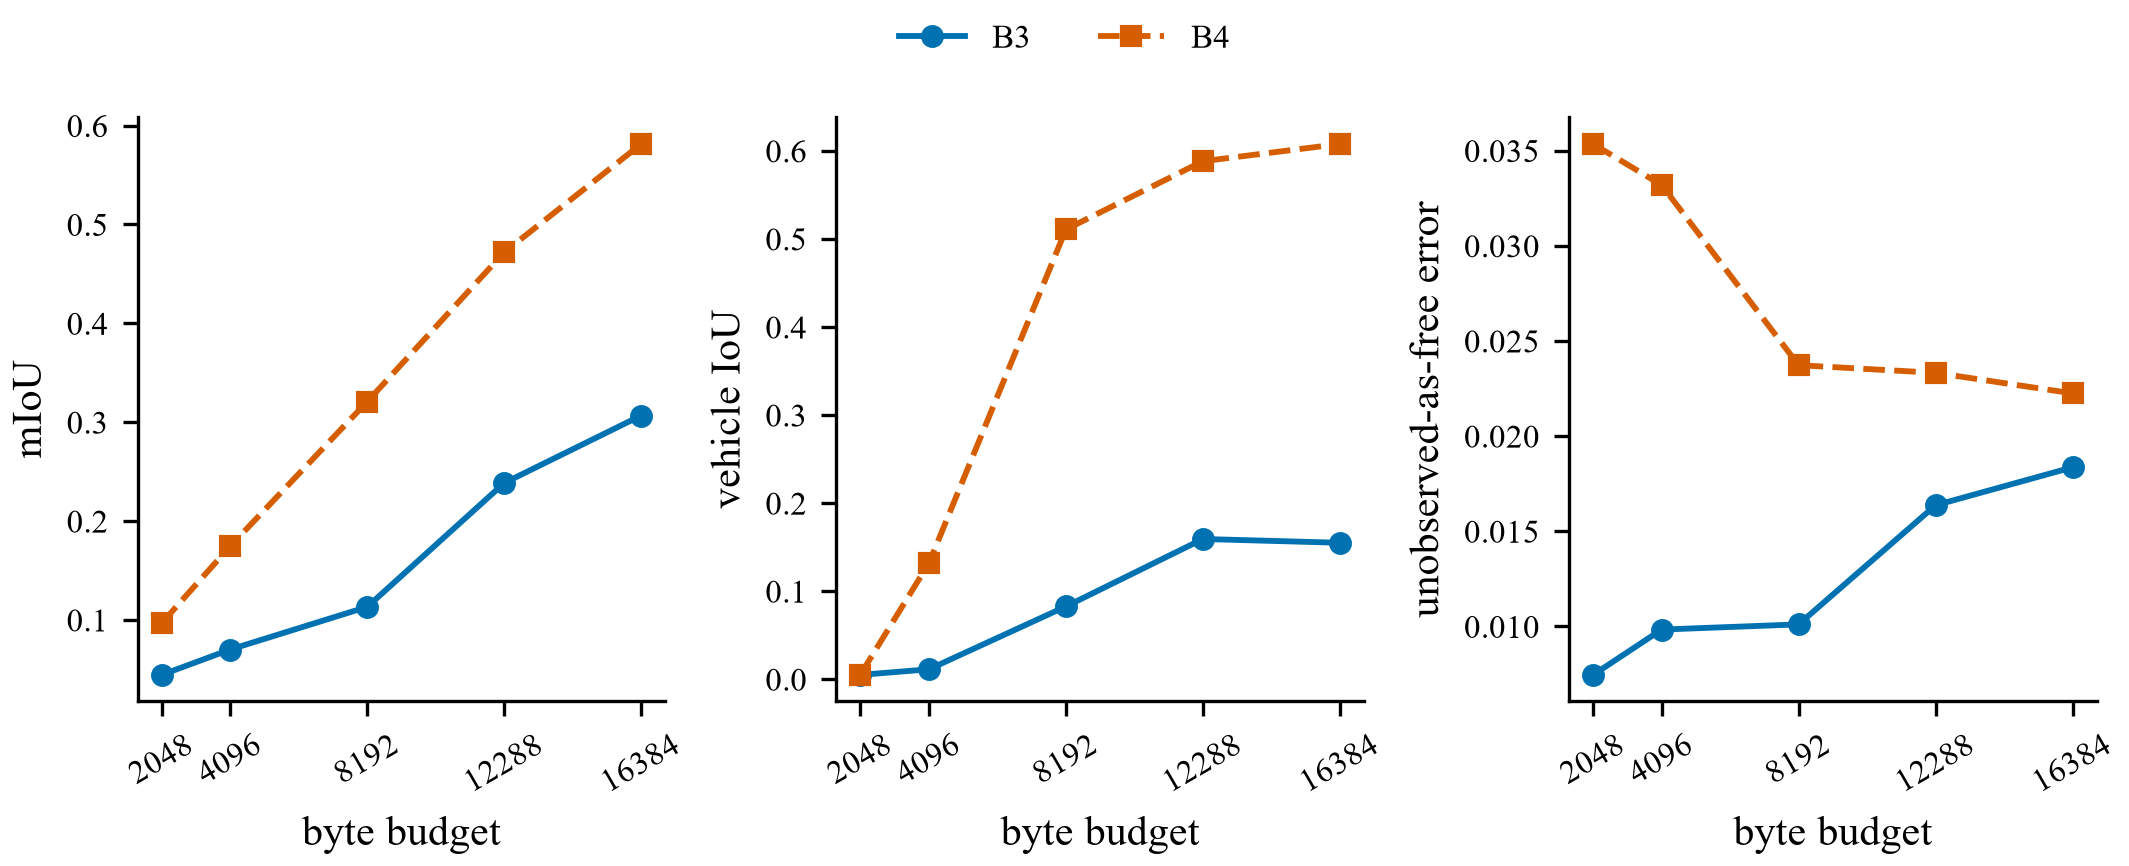 B3 B4
mIoU
0.6
0.5
0.4
0.3
0.2
0.1
2048 4096 8192 12288 16384
byte budget
vehicle IoU
0.6
0.5
0.4
0.3
0.2
0.1
0.0
2048 4096 8192 12288 16384
byte budget
unobserved-as-free error
0.035
0.030
0.025
0.020
0.015
0.010
2048 4096 8192 12288 16384
byte budget